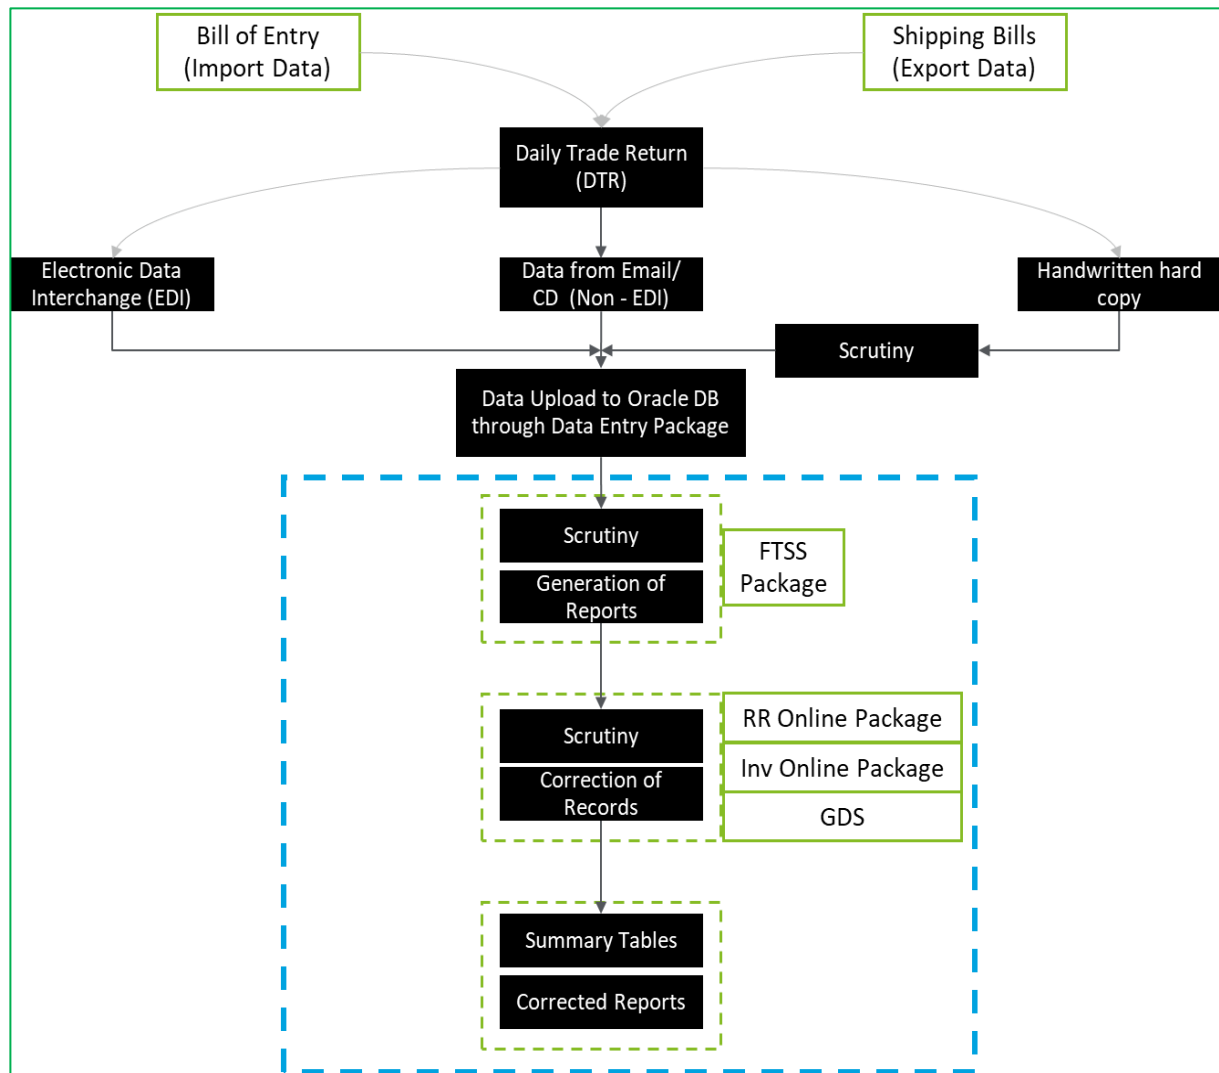 Bill of Entry
(Import Data)
Shipping Bills
(Export Data)
Daily Trade Return
(DTR)
Electronic Data
Interchange (EDI)
Data from Email/
CD (Non - EDI)
Handwritten hard
copy
Scrutiny
Data Upload to Oracle DB
through Data Entry Package
Scrutiny
Generation of
Reports
FTSS
Package
Scrutiny
Correction of
Records
RR Online Package
Inv Online Package
GDS
Summary Tables
Corrected Reports